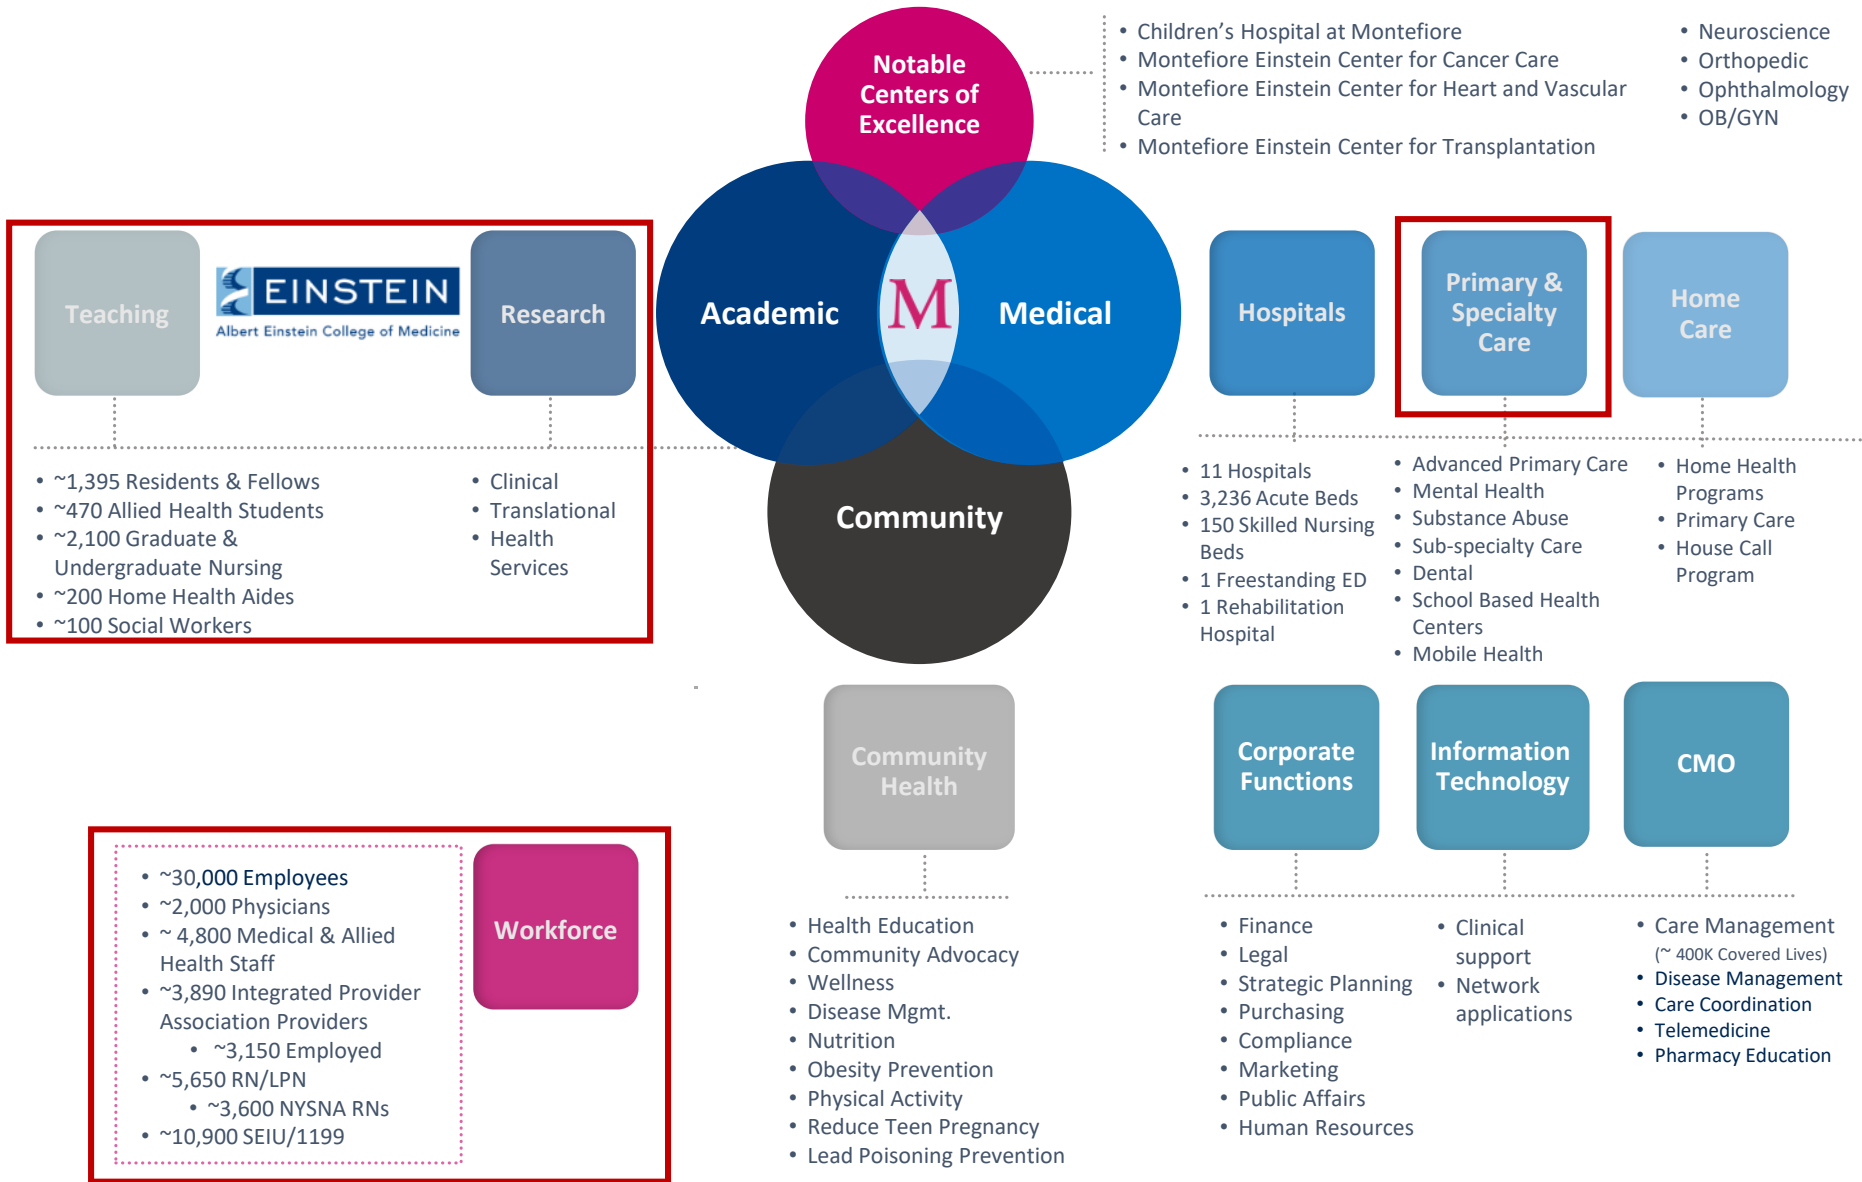 Notable
Centers of
Excellence
• Children’s Hospital at Montefiore
• Montefiore Einstein Center for Cancer Care
• Montefiore Einstein Center for Heart and Vascular
Care
• Montefiore Einstein Center for Transplantation
• Neuroscience
• Orthopedic
• Ophthalmology
• OB/GYN
Teaching
EINSTEIN
Albert Einstein College of Medicine
Research
Academic
M
Medical
Community
Hospitals
Primary &
Specialty
Care
Home
Care
• ~1,395 Residents & Fellows
• ~470 Allied Health Students
• ~2,100 Graduate &
Undergraduate Nursing
• ~200 Home Health Aides
• ~100 Social Workers
• Clinical
• Translational
• Health
Services
• 11 Hospitals
• 3,236 Acute Beds
• 150 Skilled Nursing
Beds
• 1 Freestanding ED
• 1 Rehabilitation
Hospital
• Advanced Primary Care
• Mental Health
• Substance Abuse
• Sub-specialty Care
• Dental
• School Based Health
Centers
• Mobile Health
• Home Health
Programs
• Primary Care
• House Call
Program
Community
Health
Corporate
Functions
Information
Technology
CMO
• ~30,000 Employees
• ~2,000 Physicians
• ~ 4,800 Medical & Allied
Health Staff
• ~3,890 Integrated Provider
Association Providers
• ~3,150 Employed
• ~5,650 RN/LPN
• ~3,600 NYSNA RNs
• ~10,900 SEIU/1199
Workforce
• Health Education
• Community Advocacy
• Wellness
• Disease Mgmt.
• Nutrition
• Obesity Prevention
• Physical Activity
• Reduce Teen Pregnancy
• Lead Poisoning Prevention
• Finance
• Legal
• Strategic Planning
• Purchasing
• Compliance
• Marketing
• Public Affairs
• Human Resources
• Clinical
support
• Network
applications
• Care Management
(~ 400K Covered Lives)
• Disease Management
• Care Coordination
• Telemedicine
• Pharmacy Education